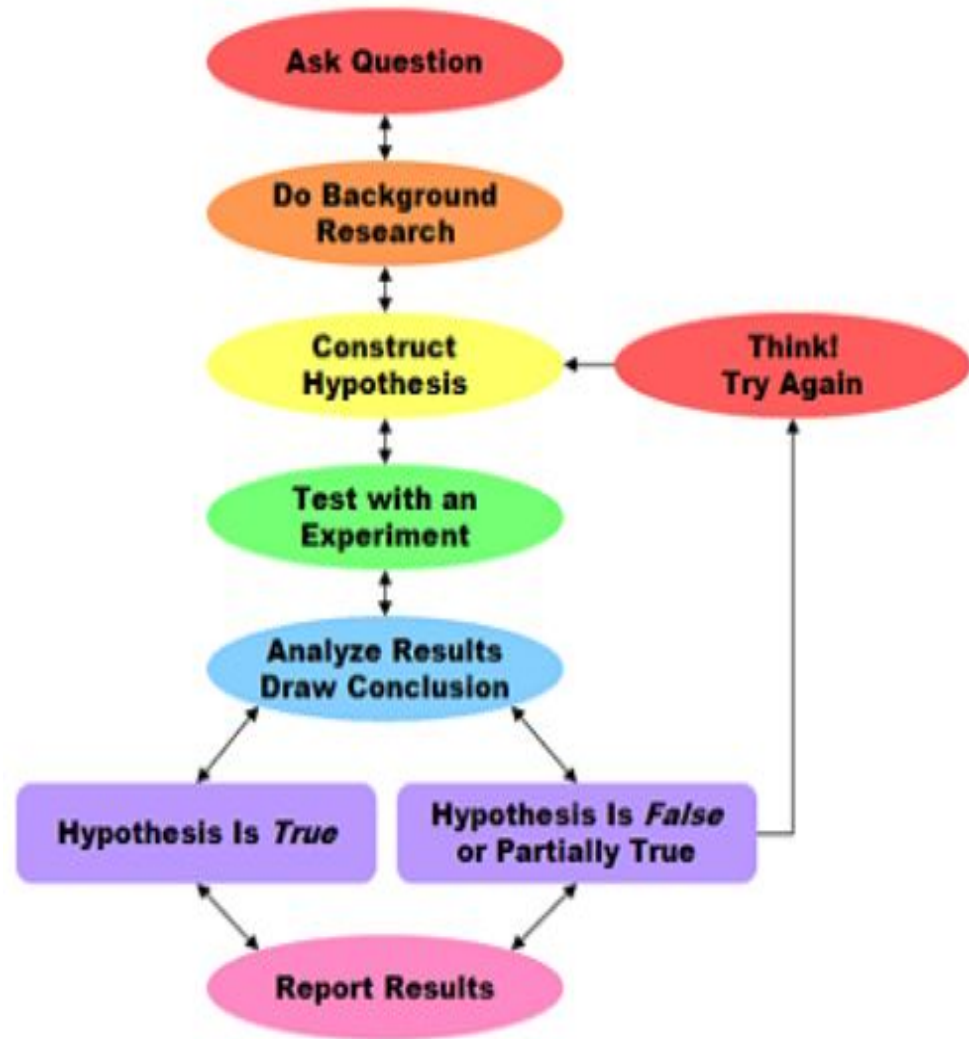 Ask Question
Do Background
Research
Construct
Hypothesis
Think!
Try Again
Test with an
Experiment
Analyze Results
Draw Conclusion
Hypothesis Is True
Hypothesis Is False
or Partially True
Report Results